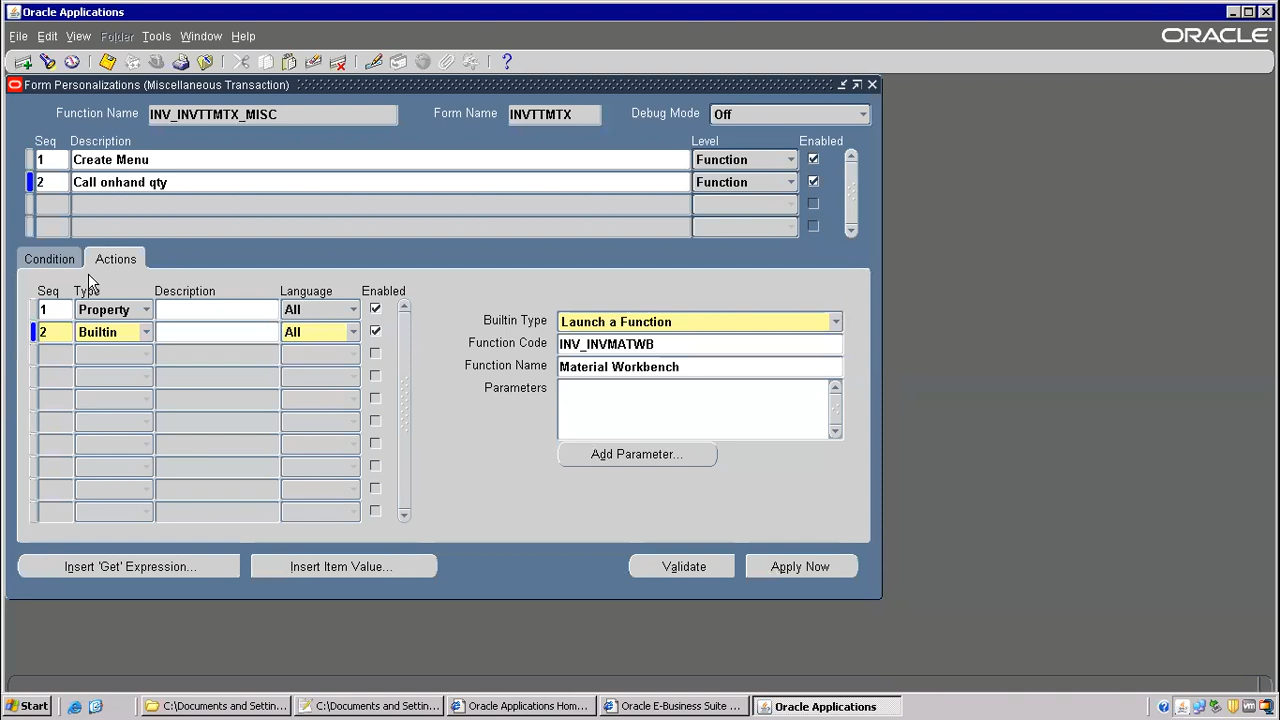 Oracle Applications
File Edit View Folder Tools Window Help
ORACLE
Form Personalizations (Miscellaneous Transaction)
Function Name INV_INVTTMTX_MISC Form Name INVTTMTX Debug Mode Off
Seq Description Level Enabled
1 Create Menu Function
2 Call onhand qty Function
Condition Actions
Seq Type Description Language Enabled
1 Property All
2 Builtin All
Builtin Type Launch a Function
Function Code INV_INVMATWB
Function Name Material Workbench
Parameters
Add Parameter...
Insert 'Get' Expression... Insert Item Value... Validate Apply Now
Start C:\Documents and Settin... C:\Documents and Settin... Oracle Applications Hom... Oracle E-Business Suite ... Oracle Applications